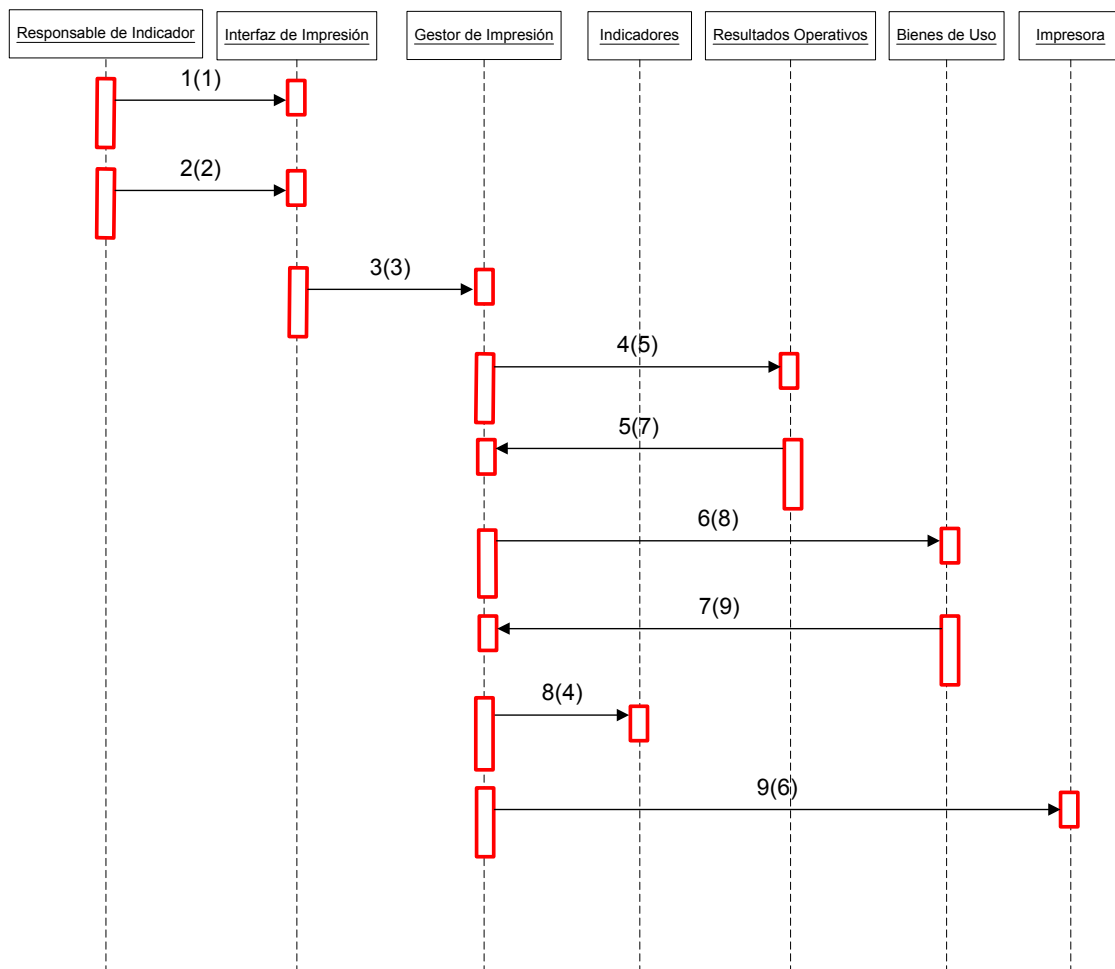 Responsable de Indicador
Interfaz de Impresión
Gestor de Impresión
Indicadores
Resultados Operativos
Bienes de Uso
Impresora
1(1)
2(2)
3(3)
4(5)
5(7)
6(8)
7(9)
8(4)
9(6)